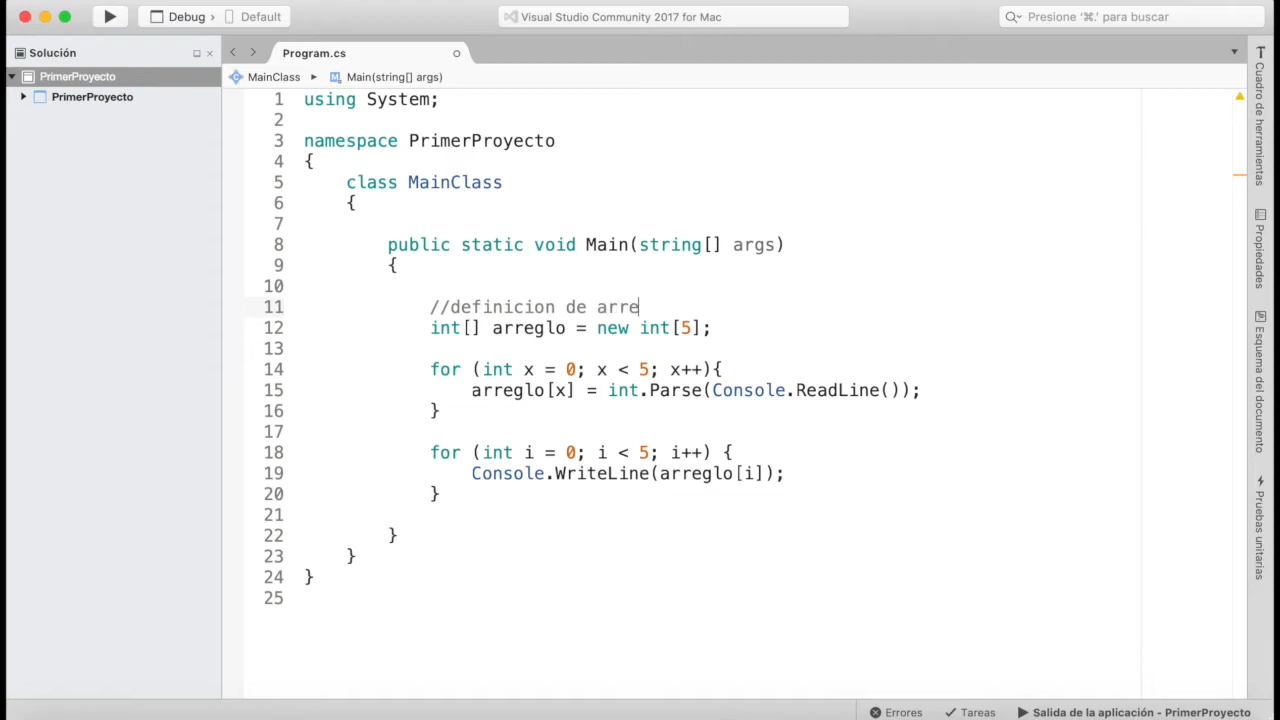 Debug › Default
Visual Studio Community 2017 for Mac
Presione '⌘.' para buscar
Solución
Program.cs
PrimerProyecto
MainClass ▸ Main(string[] args)
PrimerProyecto
1 using System;
2
3 namespace PrimerProyecto
4 {
5 class MainClass
6 {
7
8 public static void Main(string[] args)
9 {
10
11 //definicion de arre
12 int[] arreglo = new int[5];
13
14 for (int x = 0; x < 5; x++){
15 arreglo[x] = int.Parse(Console.ReadLine());
16 }
17
18 for (int i = 0; i < 5; i++) {
19 Console.WriteLine(arreglo[i]);
20 }
21
22 }
23 }
24 }
25
Cuadro de herramientas
Propiedades
Esquema del documento
Pruebas unitarias
Errores
Tareas
Salida de la aplicación - PrimerProyecto